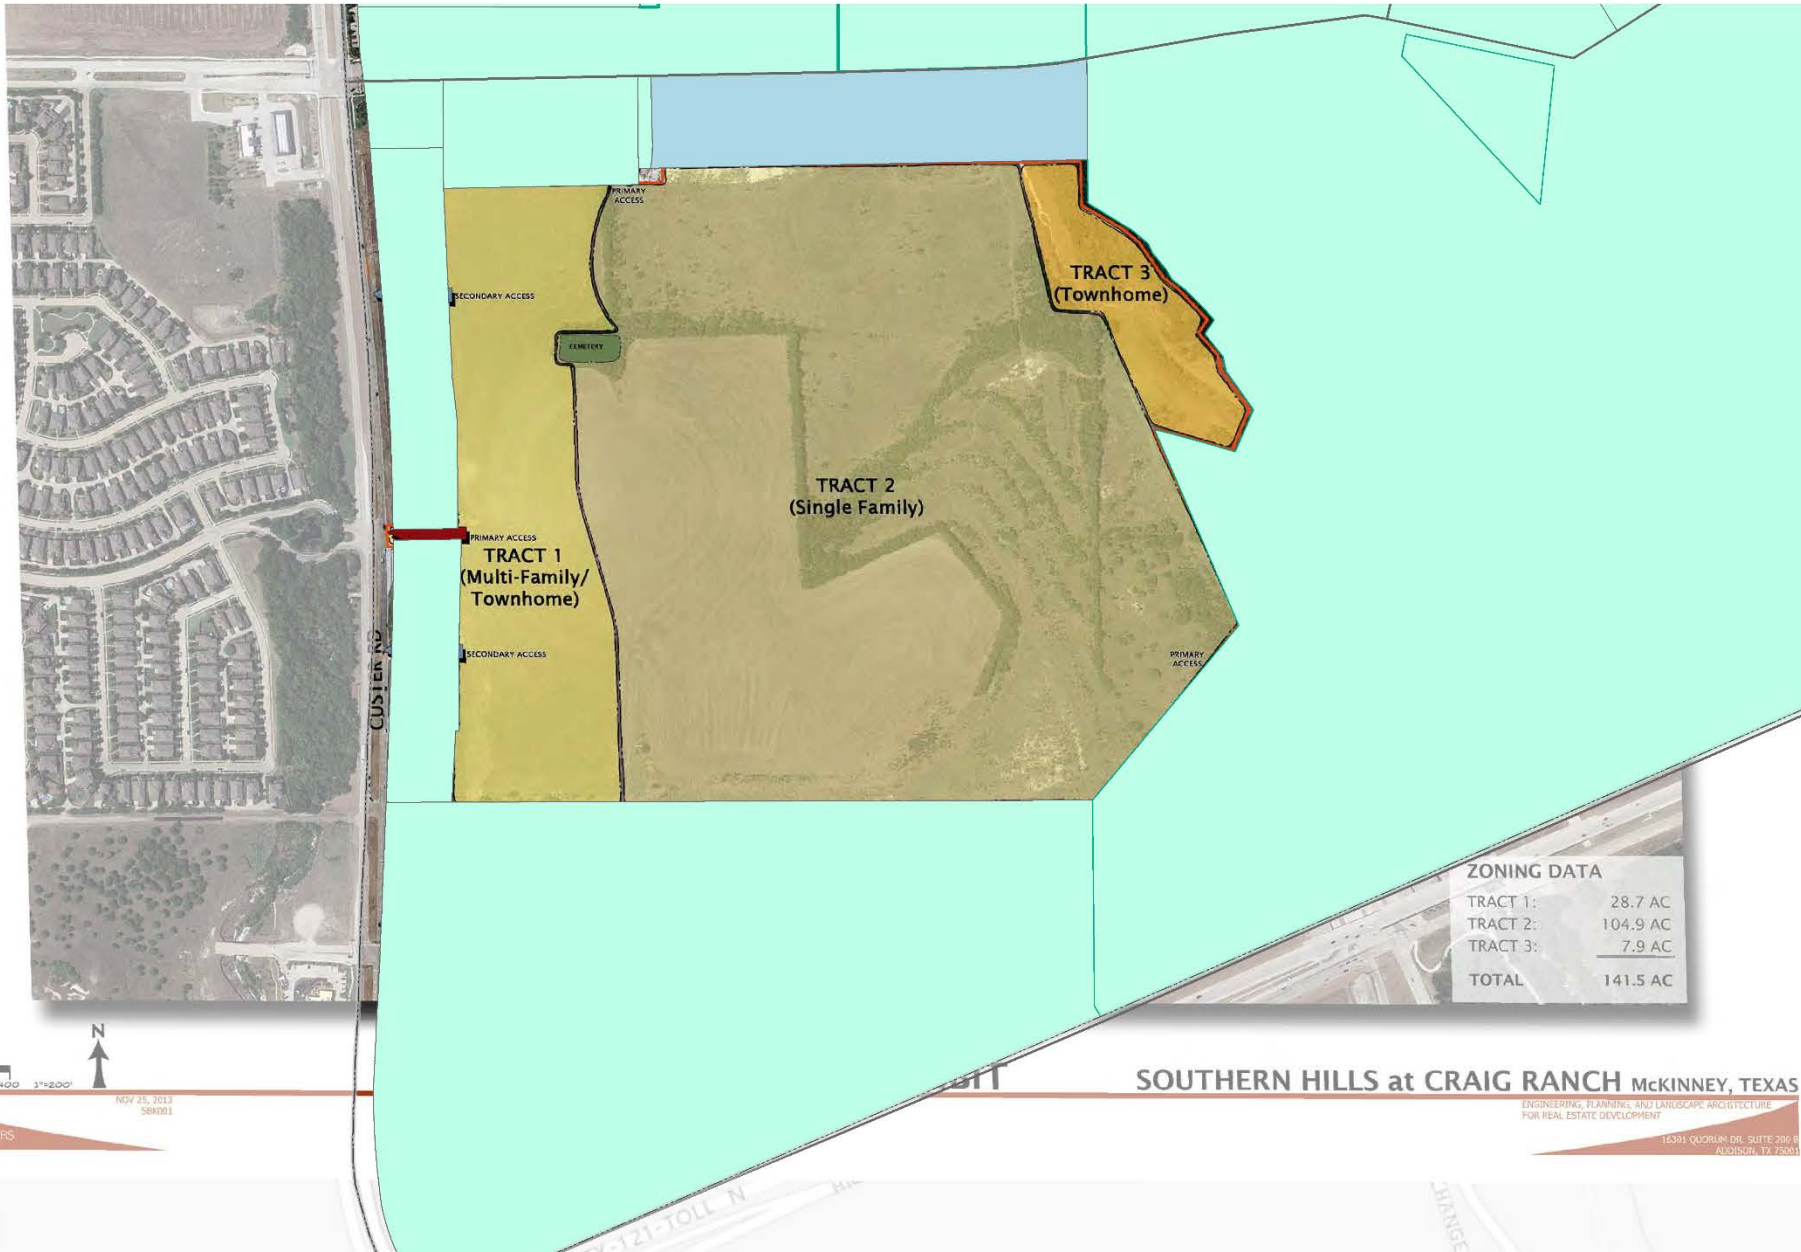 PRIMARY
ACCESS
TRACT 3
(Townhome)
SECONDARY ACCESS
CEMETERY
TRACT 2
(Single Family)
PRIMARY ACCESS
TRACT 1
(Multi-Family/
Townhome)
SECONDARY ACCESS
PRIMARY
ACCESS
CUSTER RD
ZONING DATA
TRACT 1: 28.7 AC
TRACT 2: 104.9 AC
TRACT 3: 7.9 AC
TOTAL 141.5 AC
N
400 1"=200'
NOV 25, 2013
SBK001
SOUTHERN HILLS at CRAIG RANCH McKINNEY, TEXAS
ENGINEERING, PLANNING, AND LANDSCAPE ARCHITECTURE
FOR REAL ESTATE DEVELOPMENT
16301 QUORUM DR. SUITE 200 B
ADDISON, TX 75001
121-TOLL N